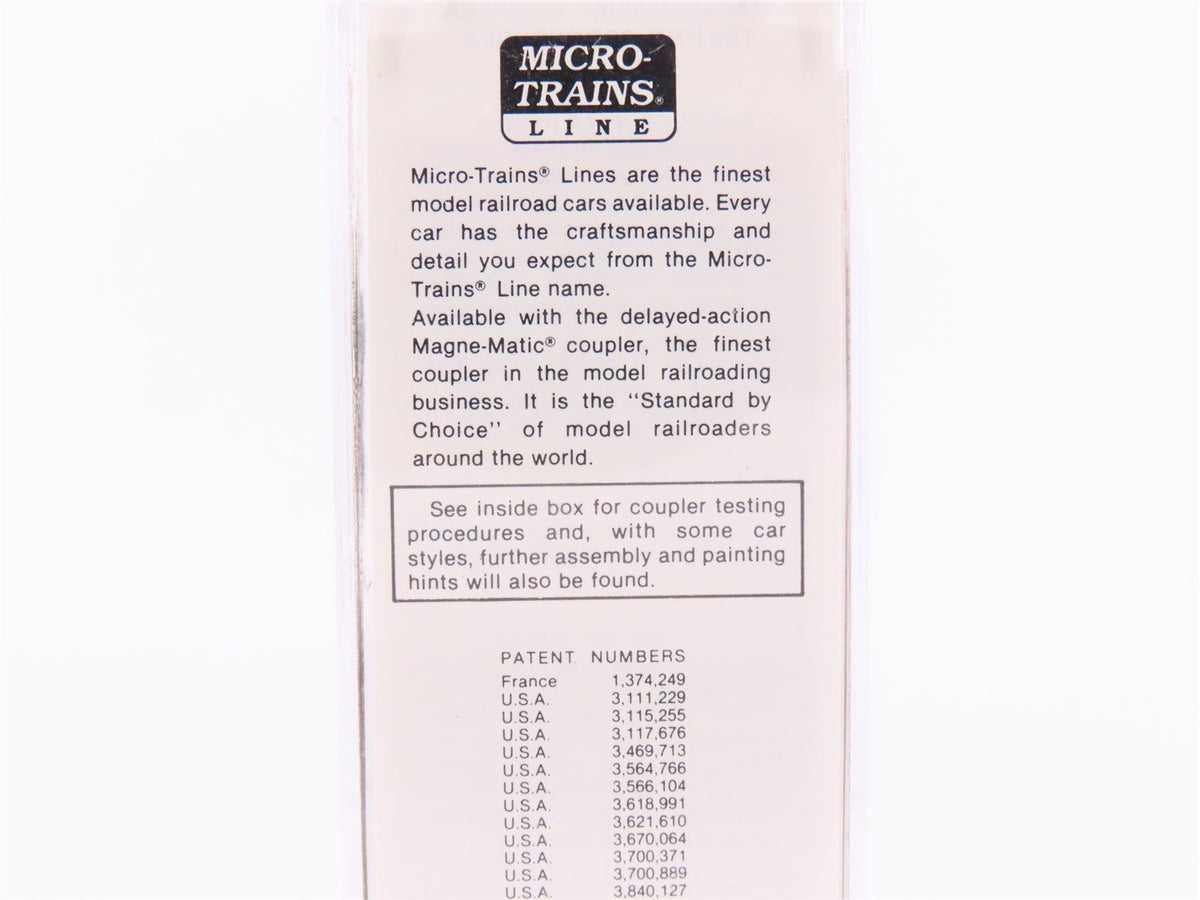 MICRO-
TRAINS®
LINE
Micro-Trains® Lines are the finest
model railroad cars available. Every
car has the craftsmanship and
detail you expect from the Micro-
Trains® Line name.
Available with the delayed-action
Magne-Matic® coupler, the finest
coupler in the model railroading
business. It is the “Standard by
Choice” of model railroaders
around the world.
See inside box for coupler testing
procedures and, with some car
styles, further assembly and painting
hints will also be found.
PATENT NUMBERS
France 1,374,249
U.S.A. 3,111,229
U.S.A. 3,115,255
U.S.A. 3,117,676
U.S.A. 3,469,713
U.S.A. 3,564,766
U.S.A. 3,566,104
U.S.A. 3,618,991
U.S.A. 3,621,610
U.S.A. 3,670,064
U.S.A. 3,700,371
U.S.A. 3,700,889
U.S.A. 3,840,127